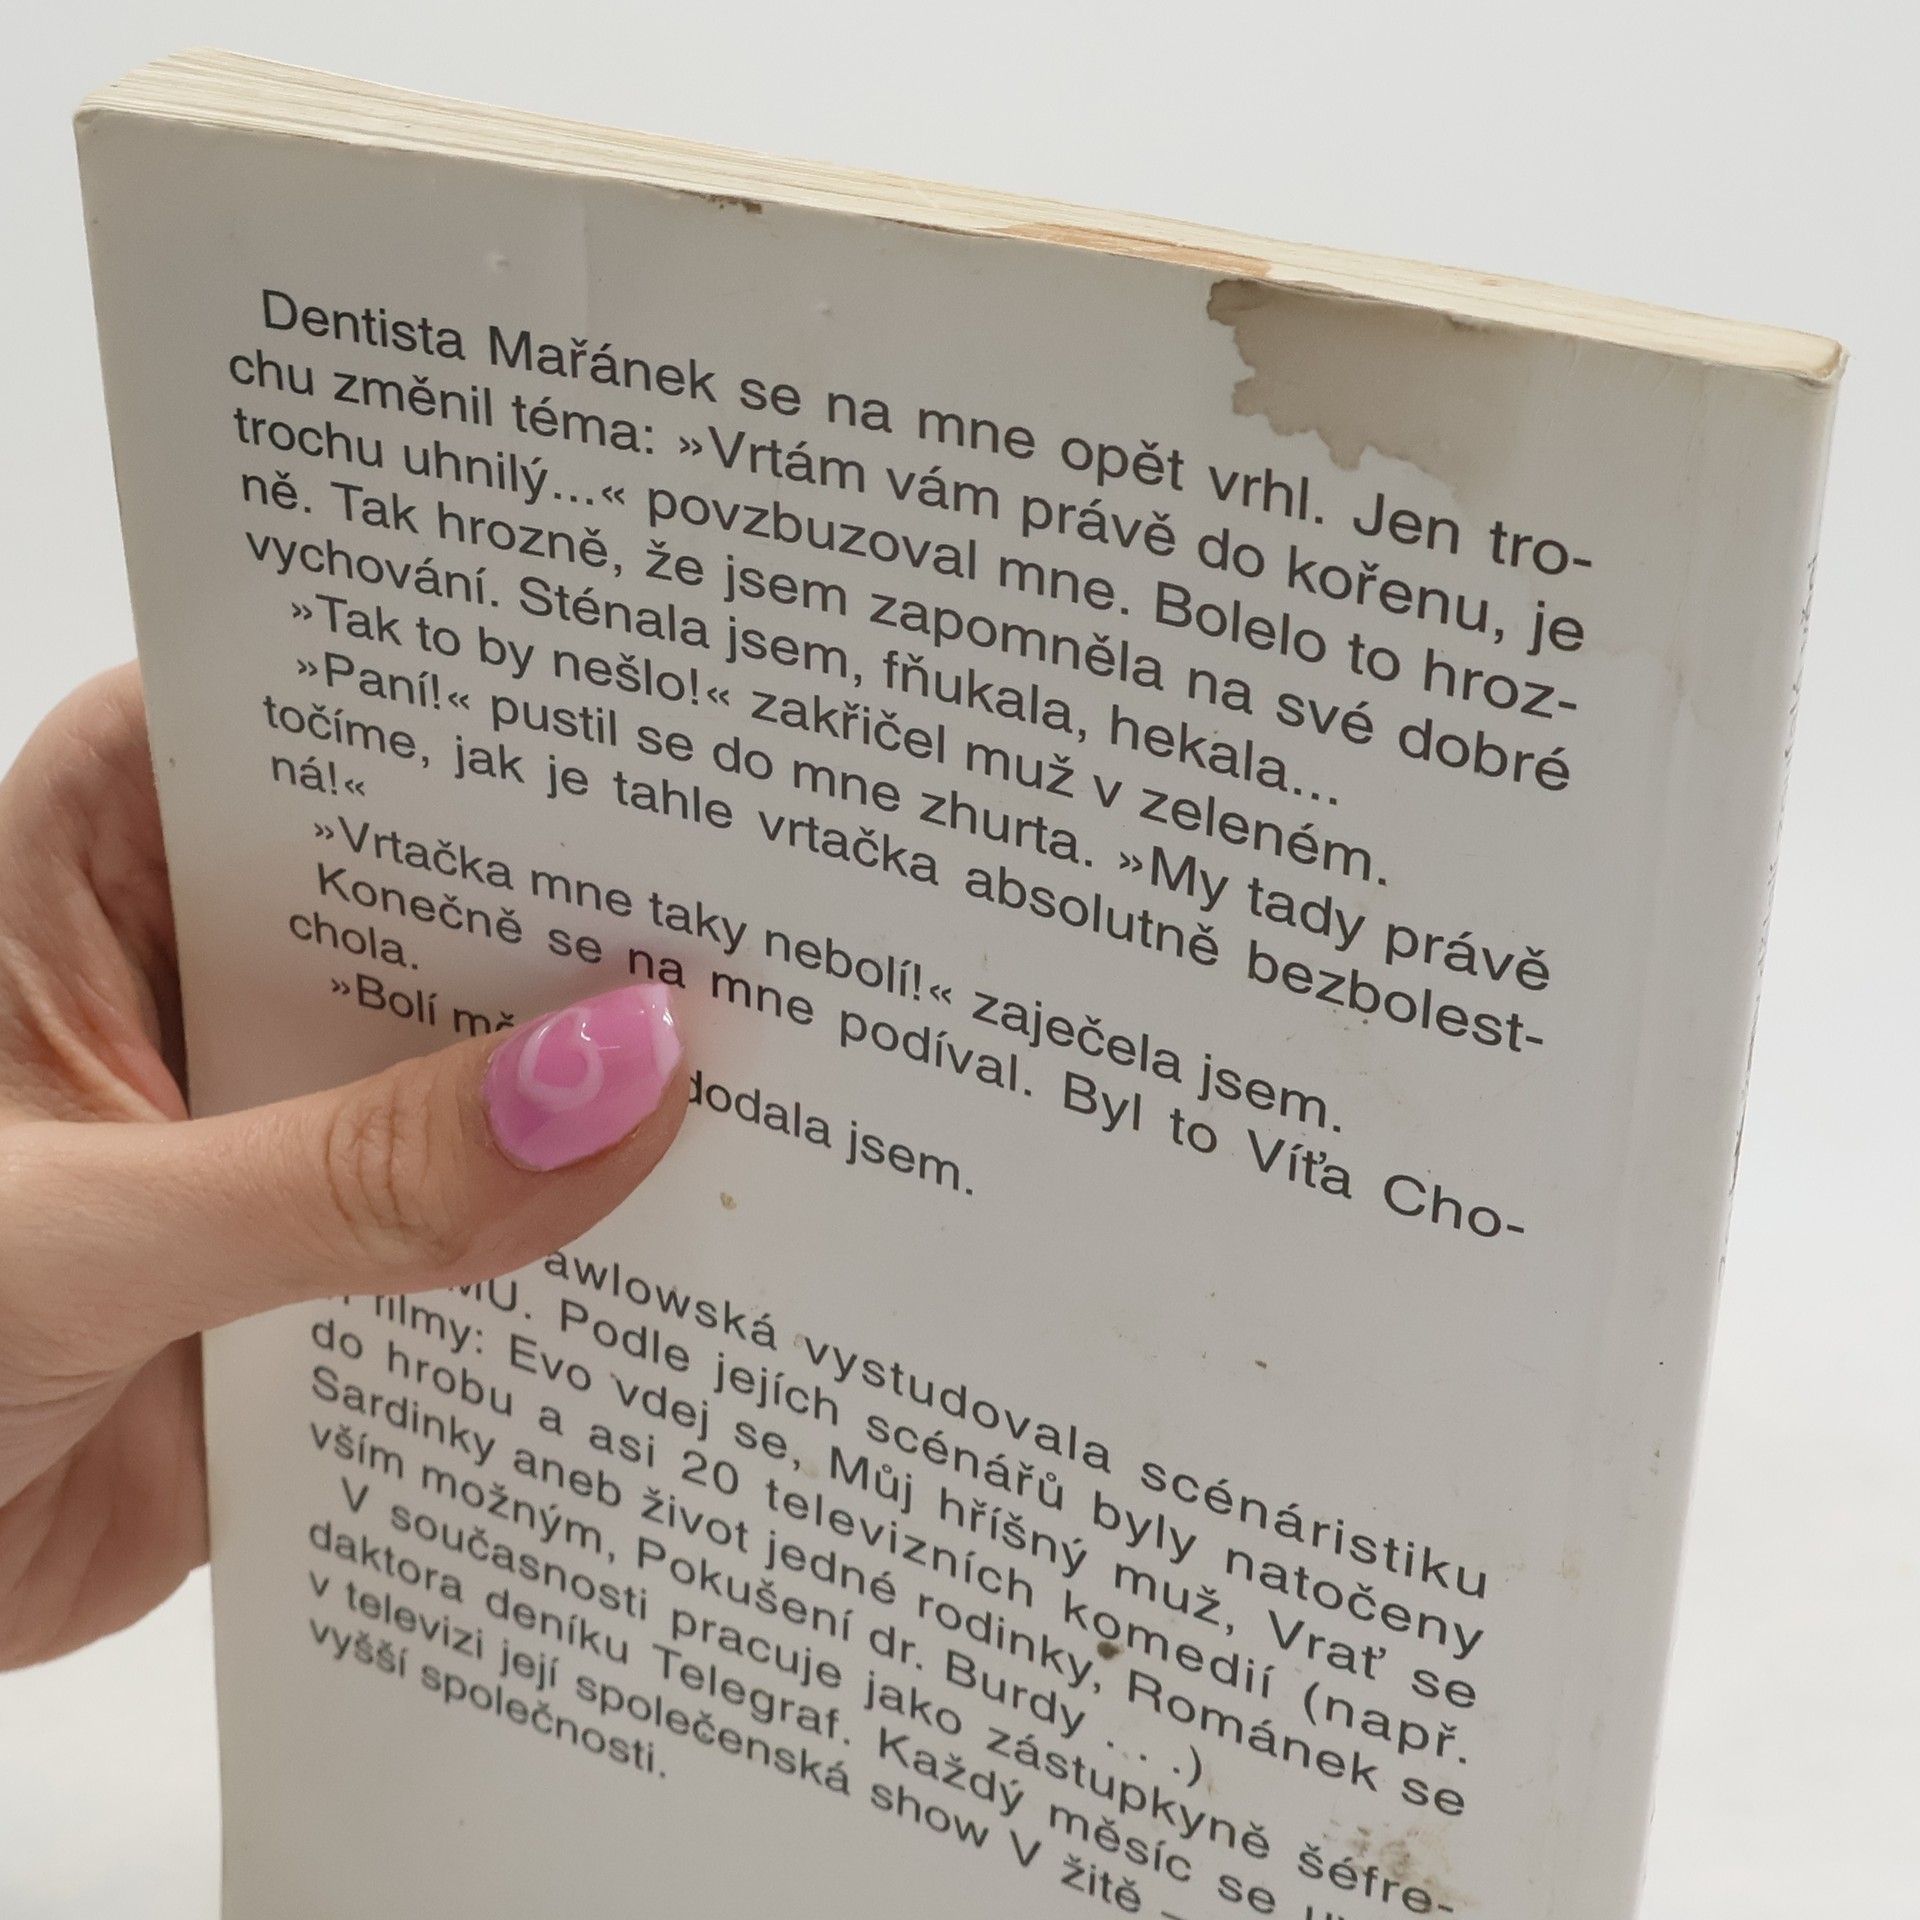 Dentista Mařánek se na mne opět vrhl. Jen tro-
chu změnil téma: »Vrtám vám právě do kořenu, je
trochu uhnilý...« povzbuzoval mne. Bolelo to hroz-
ně. Tak hrozně, že jsem zapomněla na své dobré
vychování. Sténala jsem, fňukala, hekala...
»Tak to by nešlo!« zakřičel muž v zeleném.
»Paní!« pustil se do mne zhurta. »My tady právě
točíme, jak je tahle vrtačka absolutně bezbolest-
ná!«
»Vrtačka mne taky nebolí!« zaječela jsem.
Konečně se na mne podíval. Byl to Víťa Cho-
chola.
»Bolí dodala jsem.
vystudovala scénáristiku
Podle jejích scénářů byly natočeny
filmy: Evo vdej se, Můj hříšný muž, Vrať se
do hrobu a asi 20 televizních komedií (např.
Sardinky aneb život jedné rodinky, Románek se
vším možným, Pokušení dr. Burdy . . .)
V současnosti pracuje jako zástupkyně šéfre-
daktora deníku Telegraf. Každý měsíc se
v televizi její společenská show V žitě –
vyšší společnosti.